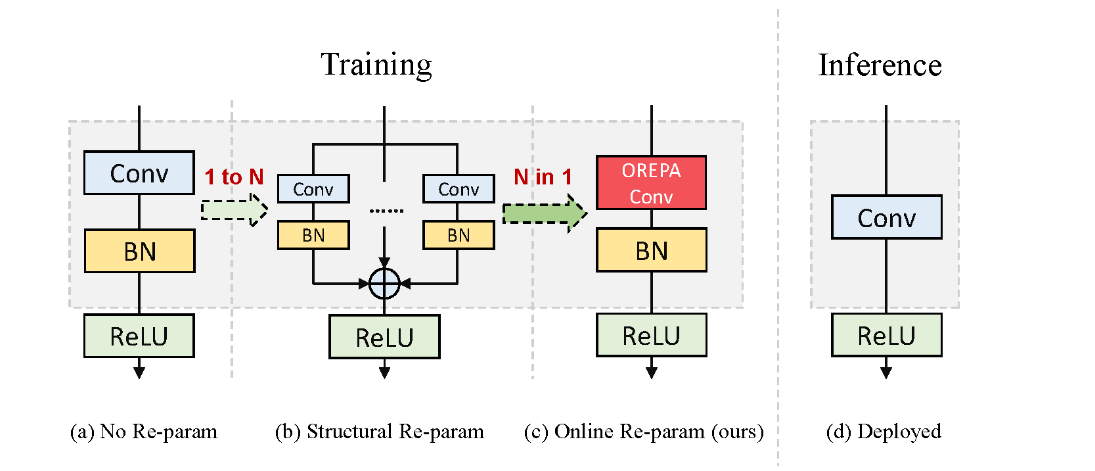 Training
Inference
Conv
BN
ReLU
1 to N
Conv
BN
......
Conv
BN
ReLU
N in 1
OREPA
Conv
BN
ReLU
Conv
ReLU
(a) No Re-param
(b) Structural Re-param
(c) Online Re-param (ours)
(d) Deployed